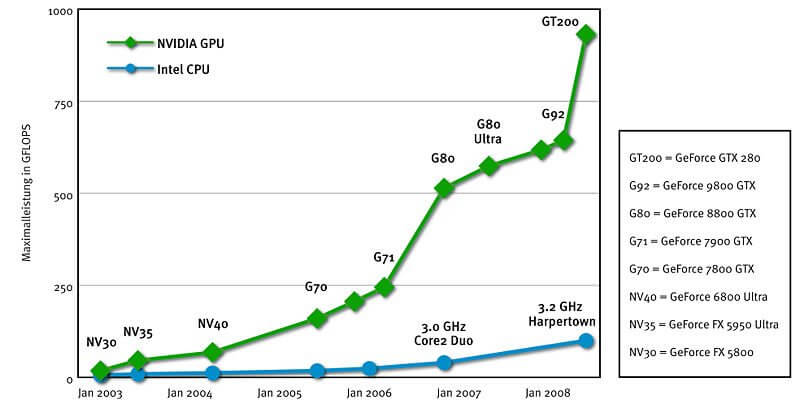 1000
GT200
NVIDIA GPU
Intel CPU
750
G92
G80
Ultra
G80
500
Maximalleistung in GFLOPS
G71
250
G70
NV40
NV35
NV30
3.0 GHz
Core2 Duo
3.2 GHz
Harpertown
0
Jan 2003
Jan 2004
Jan 2005
Jan 2006
Jan 2007
Jan 2008
GT200 = GeForce GTX 280
G92 = GeForce 9800 GTX
G80 = GeForce 8800 GTX
G71 = GeForce 7900 GTX
G70 = GeForce 7800 GTX
NV40 = GeForce 6800 Ultra
NV35 = GeForce FX 5950 Ultra
NV30 = GeForce FX 5800